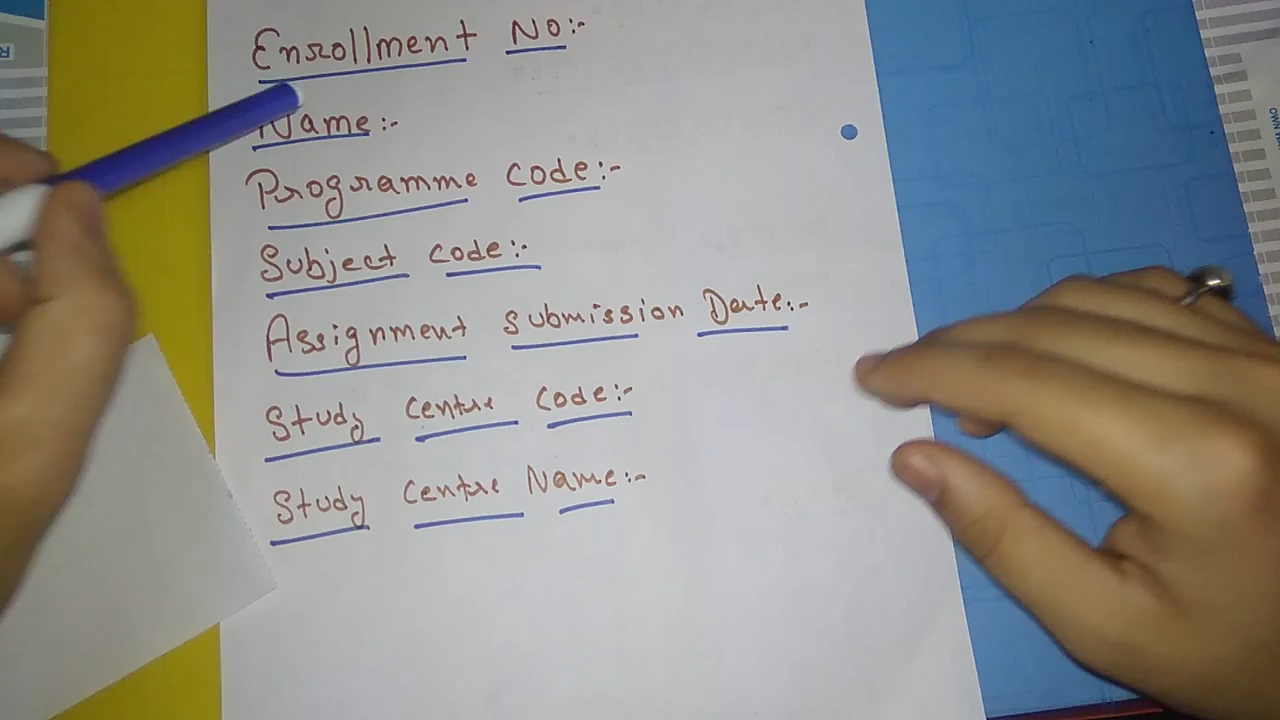 Enrollment No:-
Name:-
Programme code:-
Subject code:-
Assignment submission Date:-
Study centre code:-
Study centre Name:-